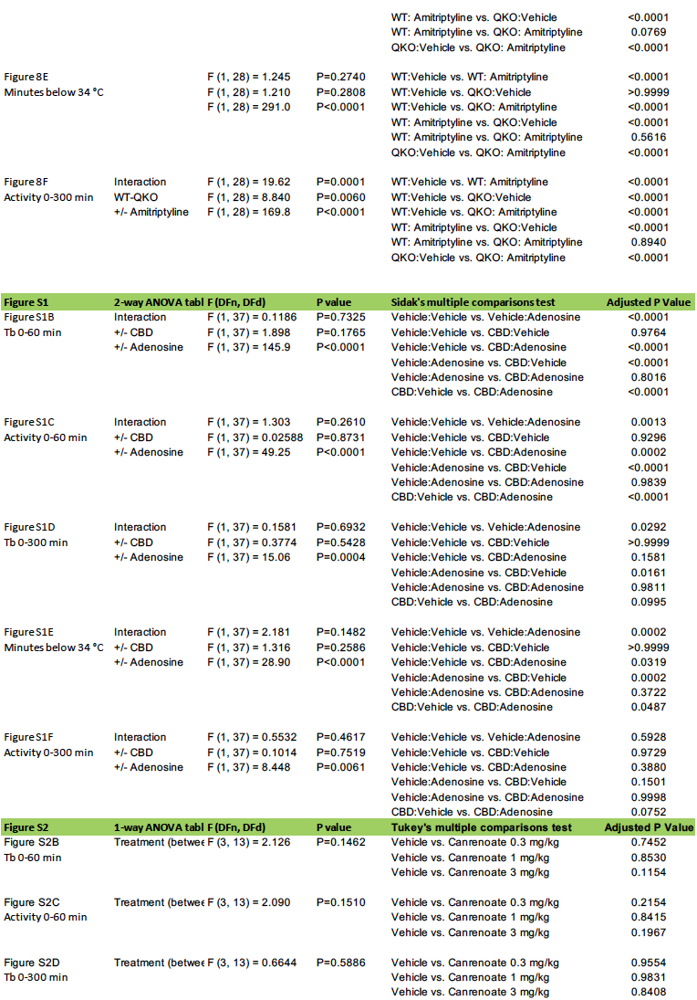 WT: Amitriptyline vs. QKO:Vehicle <0.0001
WT: Amitriptyline vs. QKO: Amitriptyline 0.0769
QKO:Vehicle vs. QKO: Amitriptyline <0.0001
Figure 8E F (1, 28) = 1.245 P=0.2740 WT:Vehicle vs. WT: Amitriptyline <0.0001
Minutes below 34 °C F (1, 28) = 1.210 P=0.2808 WT:Vehicle vs. QKO:Vehicle >0.9999
F (1, 28) = 291.0 P<0.0001 WT:Vehicle vs. QKO: Amitriptyline <0.0001
WT: Amitriptyline vs. QKO:Vehicle <0.0001
WT: Amitriptyline vs. QKO: Amitriptyline 0.5616
QKO:Vehicle vs. QKO: Amitriptyline <0.0001
Figure 8F Interaction F (1, 28) = 19.62 P=0.0001 WT:Vehicle vs. WT: Amitriptyline <0.0001
Activity 0-300 min WT-QKO F (1, 28) = 8.840 P=0.0060 WT:Vehicle vs. QKO:Vehicle <0.0001
+/- Amitriptyline F (1, 28) = 169.8 P<0.0001 WT:Vehicle vs. QKO: Amitriptyline <0.0001
WT: Amitriptyline vs. QKO:Vehicle <0.0001
WT: Amitriptyline vs. QKO: Amitriptyline 0.8940
QKO:Vehicle vs. QKO: Amitriptyline <0.0001
Figure S1 2-way ANOVA tabl F (DFn, DFd) P value Sidak's multiple comparisons test Adjusted P Value
Figure S1B Interaction F (1, 37) = 0.1186 P=0.7325 Vehicle:Vehicle vs. Vehicle:Adenosine <0.0001
Tb 0-60 min +/- CBD F (1, 37) = 1.898 P=0.1765 Vehicle:Vehicle vs. CBD:Vehicle 0.9764
+/- Adenosine F (1, 37) = 145.9 P<0.0001 Vehicle:Vehicle vs. CBD:Adenosine <0.0001
Vehicle:Adenosine vs. CBD:Vehicle <0.0001
Vehicle:Adenosine vs. CBD:Adenosine 0.8016
CBD:Vehicle vs. CBD:Adenosine <0.0001
Figure S1C Interaction F (1, 37) = 1.303 P=0.2610 Vehicle:Vehicle vs. Vehicle:Adenosine 0.0013
Activity 0-60 min +/- CBD F (1, 37) = 0.02588 P=0.8731 Vehicle:Vehicle vs. CBD:Vehicle 0.9296
+/- Adenosine F (1, 37) = 49.25 P<0.0001 Vehicle:Vehicle vs. CBD:Adenosine 0.0002
Vehicle:Adenosine vs. CBD:Vehicle <0.0001
Vehicle:Adenosine vs. CBD:Adenosine 0.9839
CBD:Vehicle vs. CBD:Adenosine <0.0001
Figure S1D Interaction F (1, 37) = 0.1581 P=0.6932 Vehicle:Vehicle vs. Vehicle:Adenosine 0.0292
Tb 0-300 min +/- CBD F (1, 37) = 0.3774 P=0.5428 Vehicle:Vehicle vs. CBD:Vehicle >0.9999
+/- Adenosine F (1, 37) = 15.06 P=0.0004 Vehicle:Vehicle vs. CBD:Adenosine 0.1581
Vehicle:Adenosine vs. CBD:Vehicle 0.0161
Vehicle:Adenosine vs. CBD:Adenosine 0.9811
CBD:Vehicle vs. CBD:Adenosine 0.0995
Figure S1E Interaction F (1, 37) = 2.181 P=0.1482 Vehicle:Vehicle vs. Vehicle:Adenosine 0.0002
Minutes below 34 °C +/- CBD F (1, 37) = 1.316 P=0.2586 Vehicle:Vehicle vs. CBD:Vehicle >0.9999
+/- Adenosine F (1, 37) = 28.90 P<0.0001 Vehicle:Vehicle vs. CBD:Adenosine 0.0319
Vehicle:Adenosine vs. CBD:Vehicle 0.0002
Vehicle:Adenosine vs. CBD:Adenosine 0.3722
CBD:Vehicle vs. CBD:Adenosine 0.0487
Figure S1F Interaction F (1, 37) = 0.5532 P=0.4617 Vehicle:Vehicle vs. Vehicle:Adenosine 0.5928
Activity 0-300 min +/- CBD F (1, 37) = 0.1014 P=0.7519 Vehicle:Vehicle vs. CBD:Vehicle 0.9729
+/- Adenosine F (1, 37) = 8.448 P=0.0061 Vehicle:Vehicle vs. CBD:Adenosine 0.3880
Vehicle:Adenosine vs. CBD:Vehicle 0.1501
Vehicle:Adenosine vs. CBD:Adenosine 0.9998
CBD:Vehicle vs. CBD:Adenosine 0.0752
Figure S2 1-way ANOVA tabl F (DFn, DFd) P value Tukey's multiple comparisons test Adjusted P Value
Figure S2B Treatment (betwee F (3, 13) = 2.126 P=0.1462 Vehicle vs. Canrenoate 0.3 mg/kg 0.7452
Tb 0-60 min Vehicle vs. Canrenoate 1 mg/kg 0.8530
Vehicle vs. Canrenoate 3 mg/kg 0.1154
Figure S2C Treatment (betwee F (3, 13) = 2.090 P=0.1510 Vehicle vs. Canrenoate 0.3 mg/kg 0.2154
Activity 0-60 min Vehicle vs. Canrenoate 1 mg/kg 0.8415
Vehicle vs. Canrenoate 3 mg/kg 0.1967
Figure S2D Treatment (betwee F (3, 13) = 0.6644 P=0.5886 Vehicle vs. Canrenoate 0.3 mg/kg 0.9554
Tb 0-300 min Vehicle vs. Canrenoate 1 mg/kg 0.9831
Vehicle vs. Canrenoate 3 mg/kg 0.8408